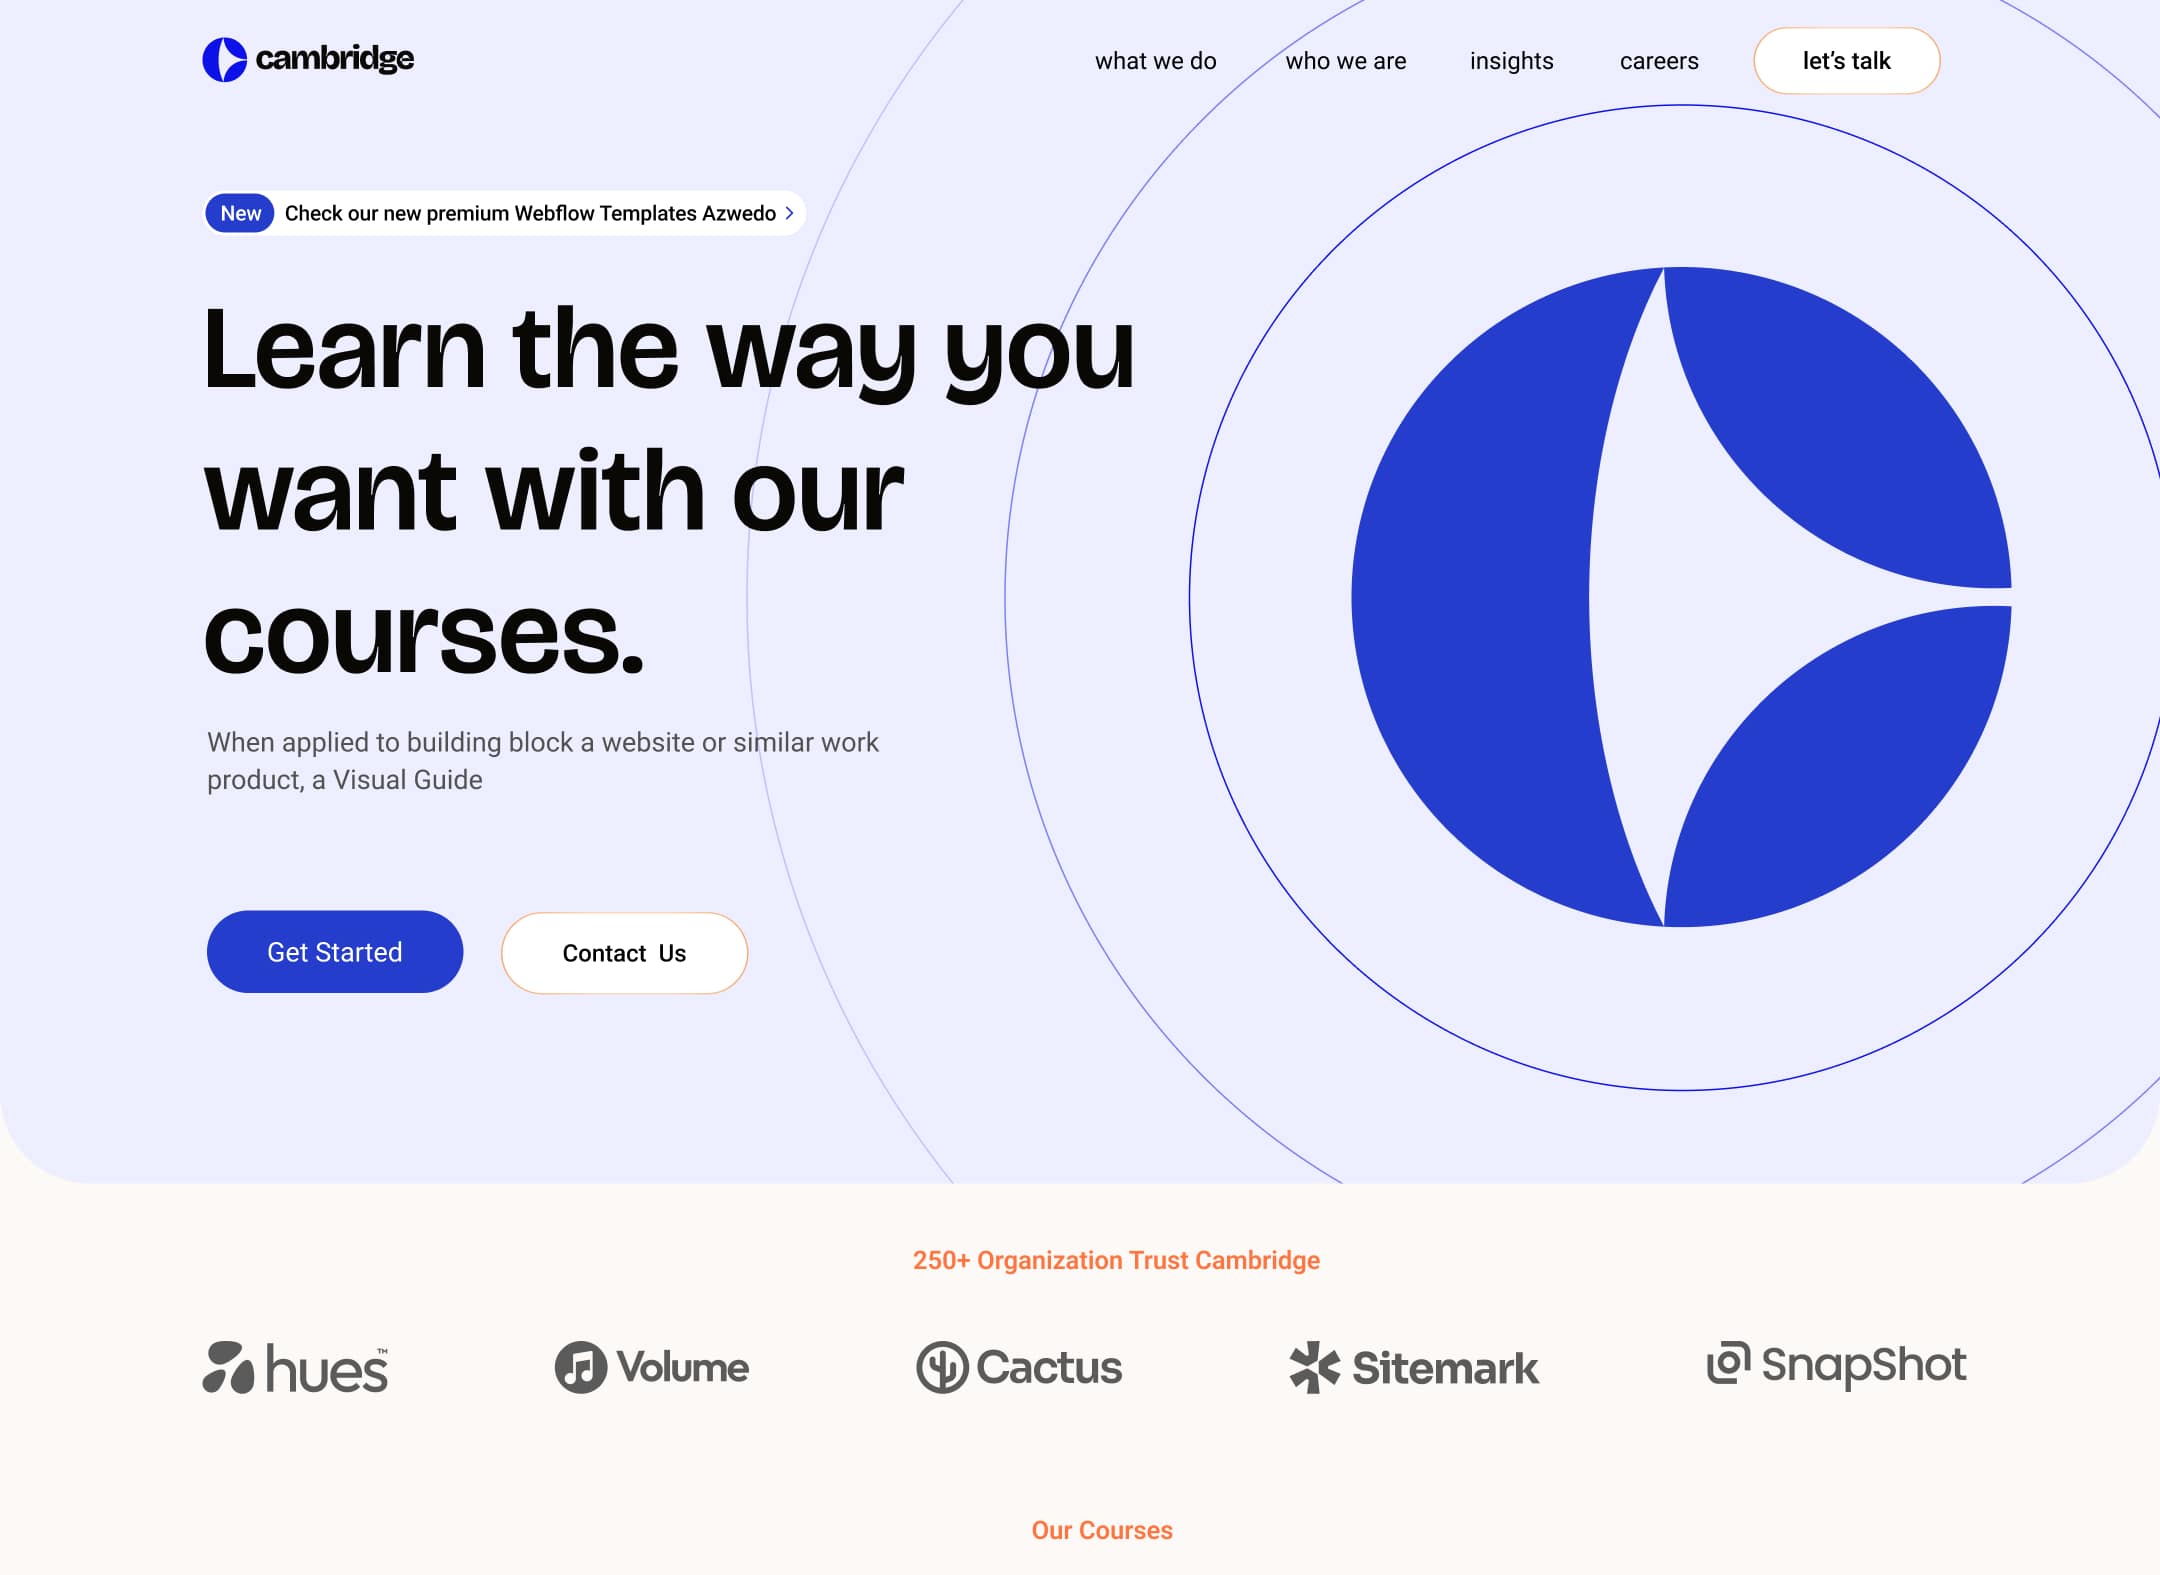 cambridge
what we do
who we are
insights
careers
let’s talk
New
Check our new premium Webflow Templates Azwedo
Learn the way you
want with our
courses.
When applied to building block a website or similar work
product, a Visual Guide
Get Started
Contact  Us
250+ Organization Trust Cambridge
hues™
Volume
Cactus
Sitemark
SnapShot
Our Courses